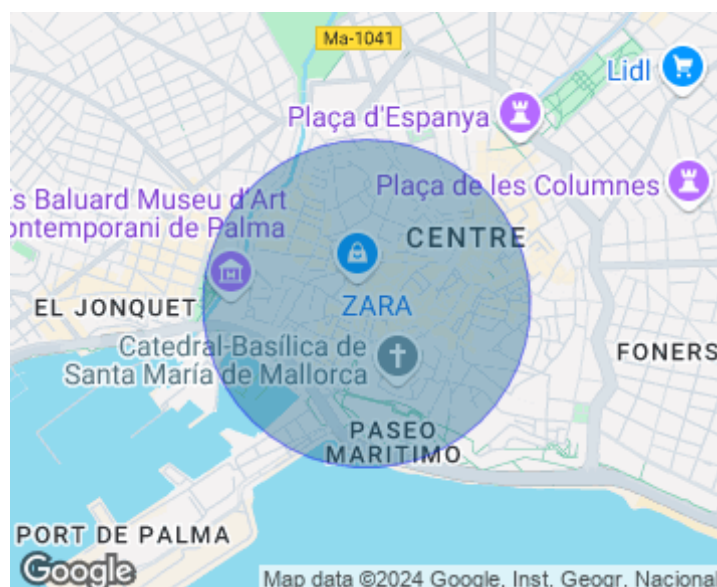 Ma-1041
Lidl
Plaça d'Espanya
Es Baluard Museu d'Art
ontemporani de Palma
Plaça de les Columnes
CENTRE
EL JONQUET
ZARA
Catedral-Basílica de
Santa María de Mallorca
FONERS
PASEO
MARITIMO
PORT DE PALMA
Google
Map data ©2024 Google, Inst. Geogr. Nacional